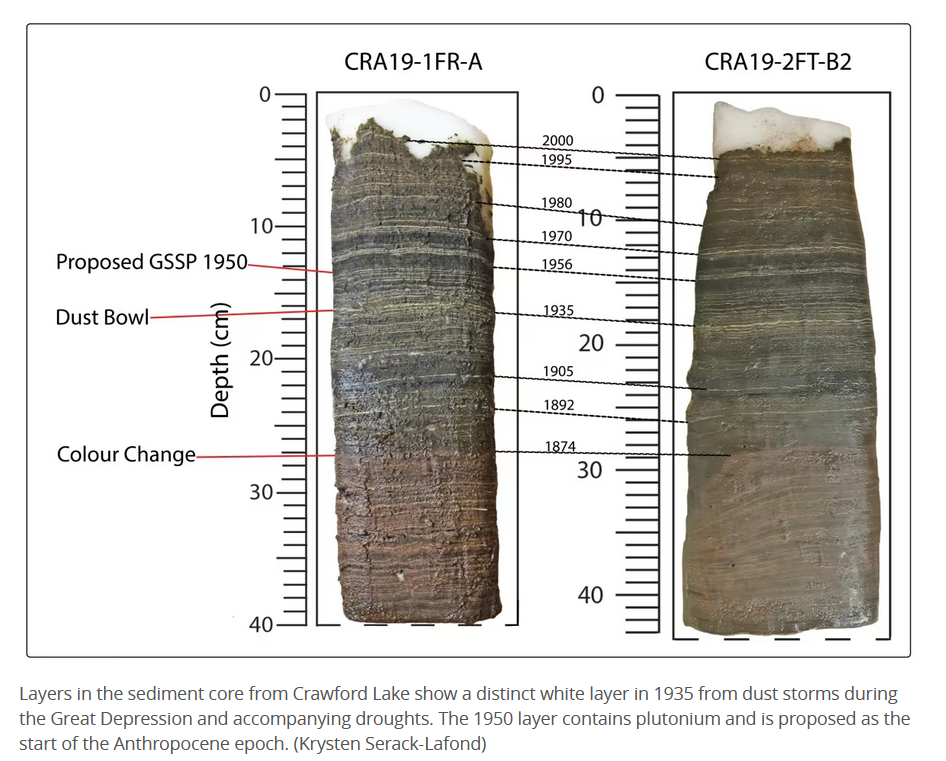 CRA19-1FR-A
CRA19-2FT-B2
0
10
20
30
40
Depth (cm)
Proposed GSSP 1950
Dust Bowl
Colour Change
2000
1995
1980
1970
1956
1935
1905
1892
1874
0
10
20
30
40
Layers in the sediment core from Crawford Lake show a distinct white layer in 1935 from dust storms during
the Great Depression and accompanying droughts. The 1950 layer contains plutonium and is proposed as the
start of the Anthropocene epoch. (Krysten Serack-Lafond)